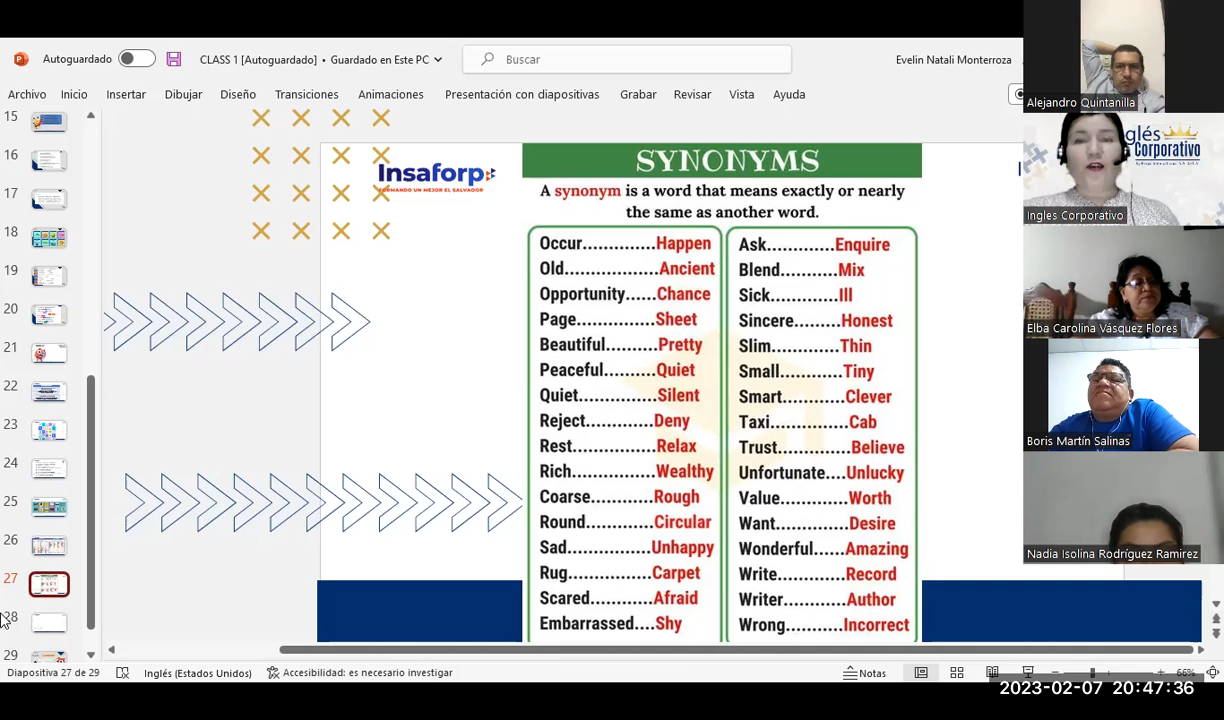 Autoguardado
CLASS 1 [Autoguardado] • Guardado en Este PC
Buscar
Evelin Natali Monterroza
Archivo Inicio Insertar Dibujar Diseño Transiciones Animaciones Presentación con diapositivas Grabar Revisar Vista Ayuda
15
16
17
18
19
20
21
22
23
24
25
26
27
28
29
Insaforp
FORMANDO UN MEJOR EL SALVADOR
SYNONYMS
A synonym is a word that means exactly or nearly
the same as another word.
Occur..............Happen
Old..................Ancient
Opportunity......Chance
Page...............Sheet
Beautiful..........Pretty
Peaceful..........Quiet
Quiet...............Silent
Reject..............Deny
Rest.................Relax
Rich.................Wealthy
Coarse............Rough
Round.............Circular
Sad..................Unhappy
Rug.................Carpet
Scared............Afraid
Embarrassed....Shy
Ask............Enquire
Blend............Mix
Sick..............Ill
Sincere.........Honest
Slim..............Thin
Small............Tiny
Smart............Clever
Taxi...............Cab
Trust.............Believe
Unfortunate....Unlucky
Value............Worth
Want.............Desire
Wonderful......Amazing
Write............Record
Writer...........Author
Wrong...........Incorrect
Alejandro Quintanilla
glés
Corporativo
Ingles Corporativo
Elba Carolina Vásquez Flores
Boris Martín Salinas
Nadia Isolina Rodríguez Ramirez
Diapositiva 27 de 29 Inglés (Estados Unidos) Accesibilidad: es necesario investigar Notas 66%
2023-02-07 20:47:36